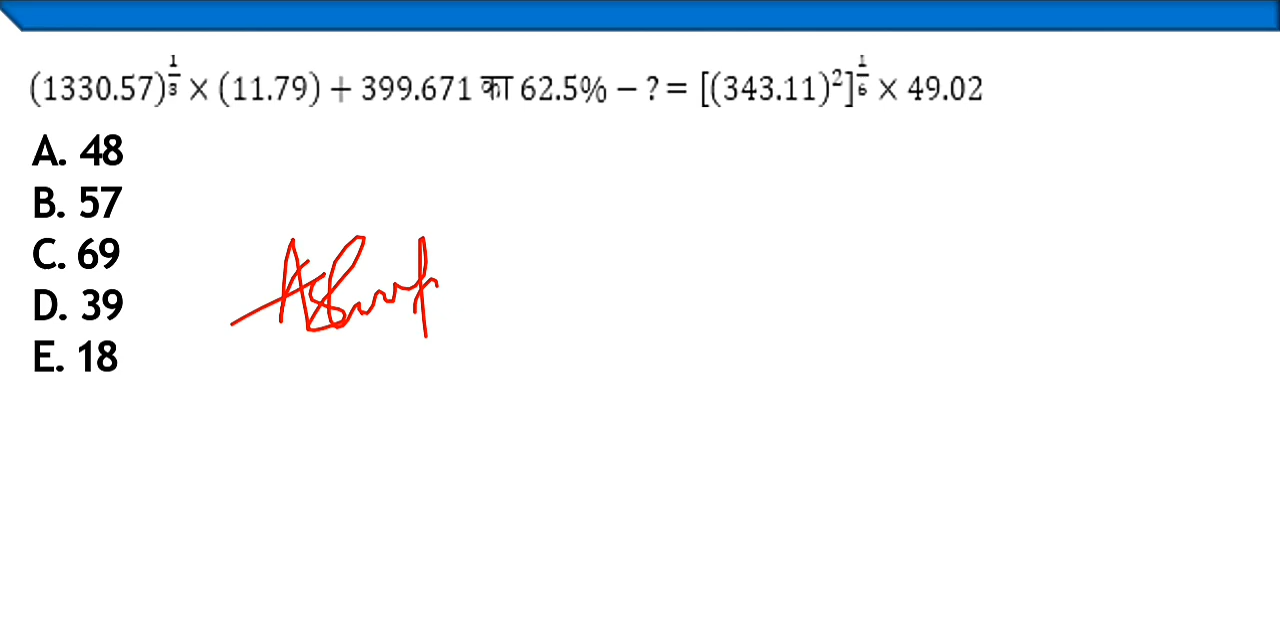 (1330.57)^{1/3} × (11.79) + 399.671 का 62.5% − ? = [(343.11)²]^{1/6} × 49.02
A. 48
B. 57
C. 69
D. 39
E. 18